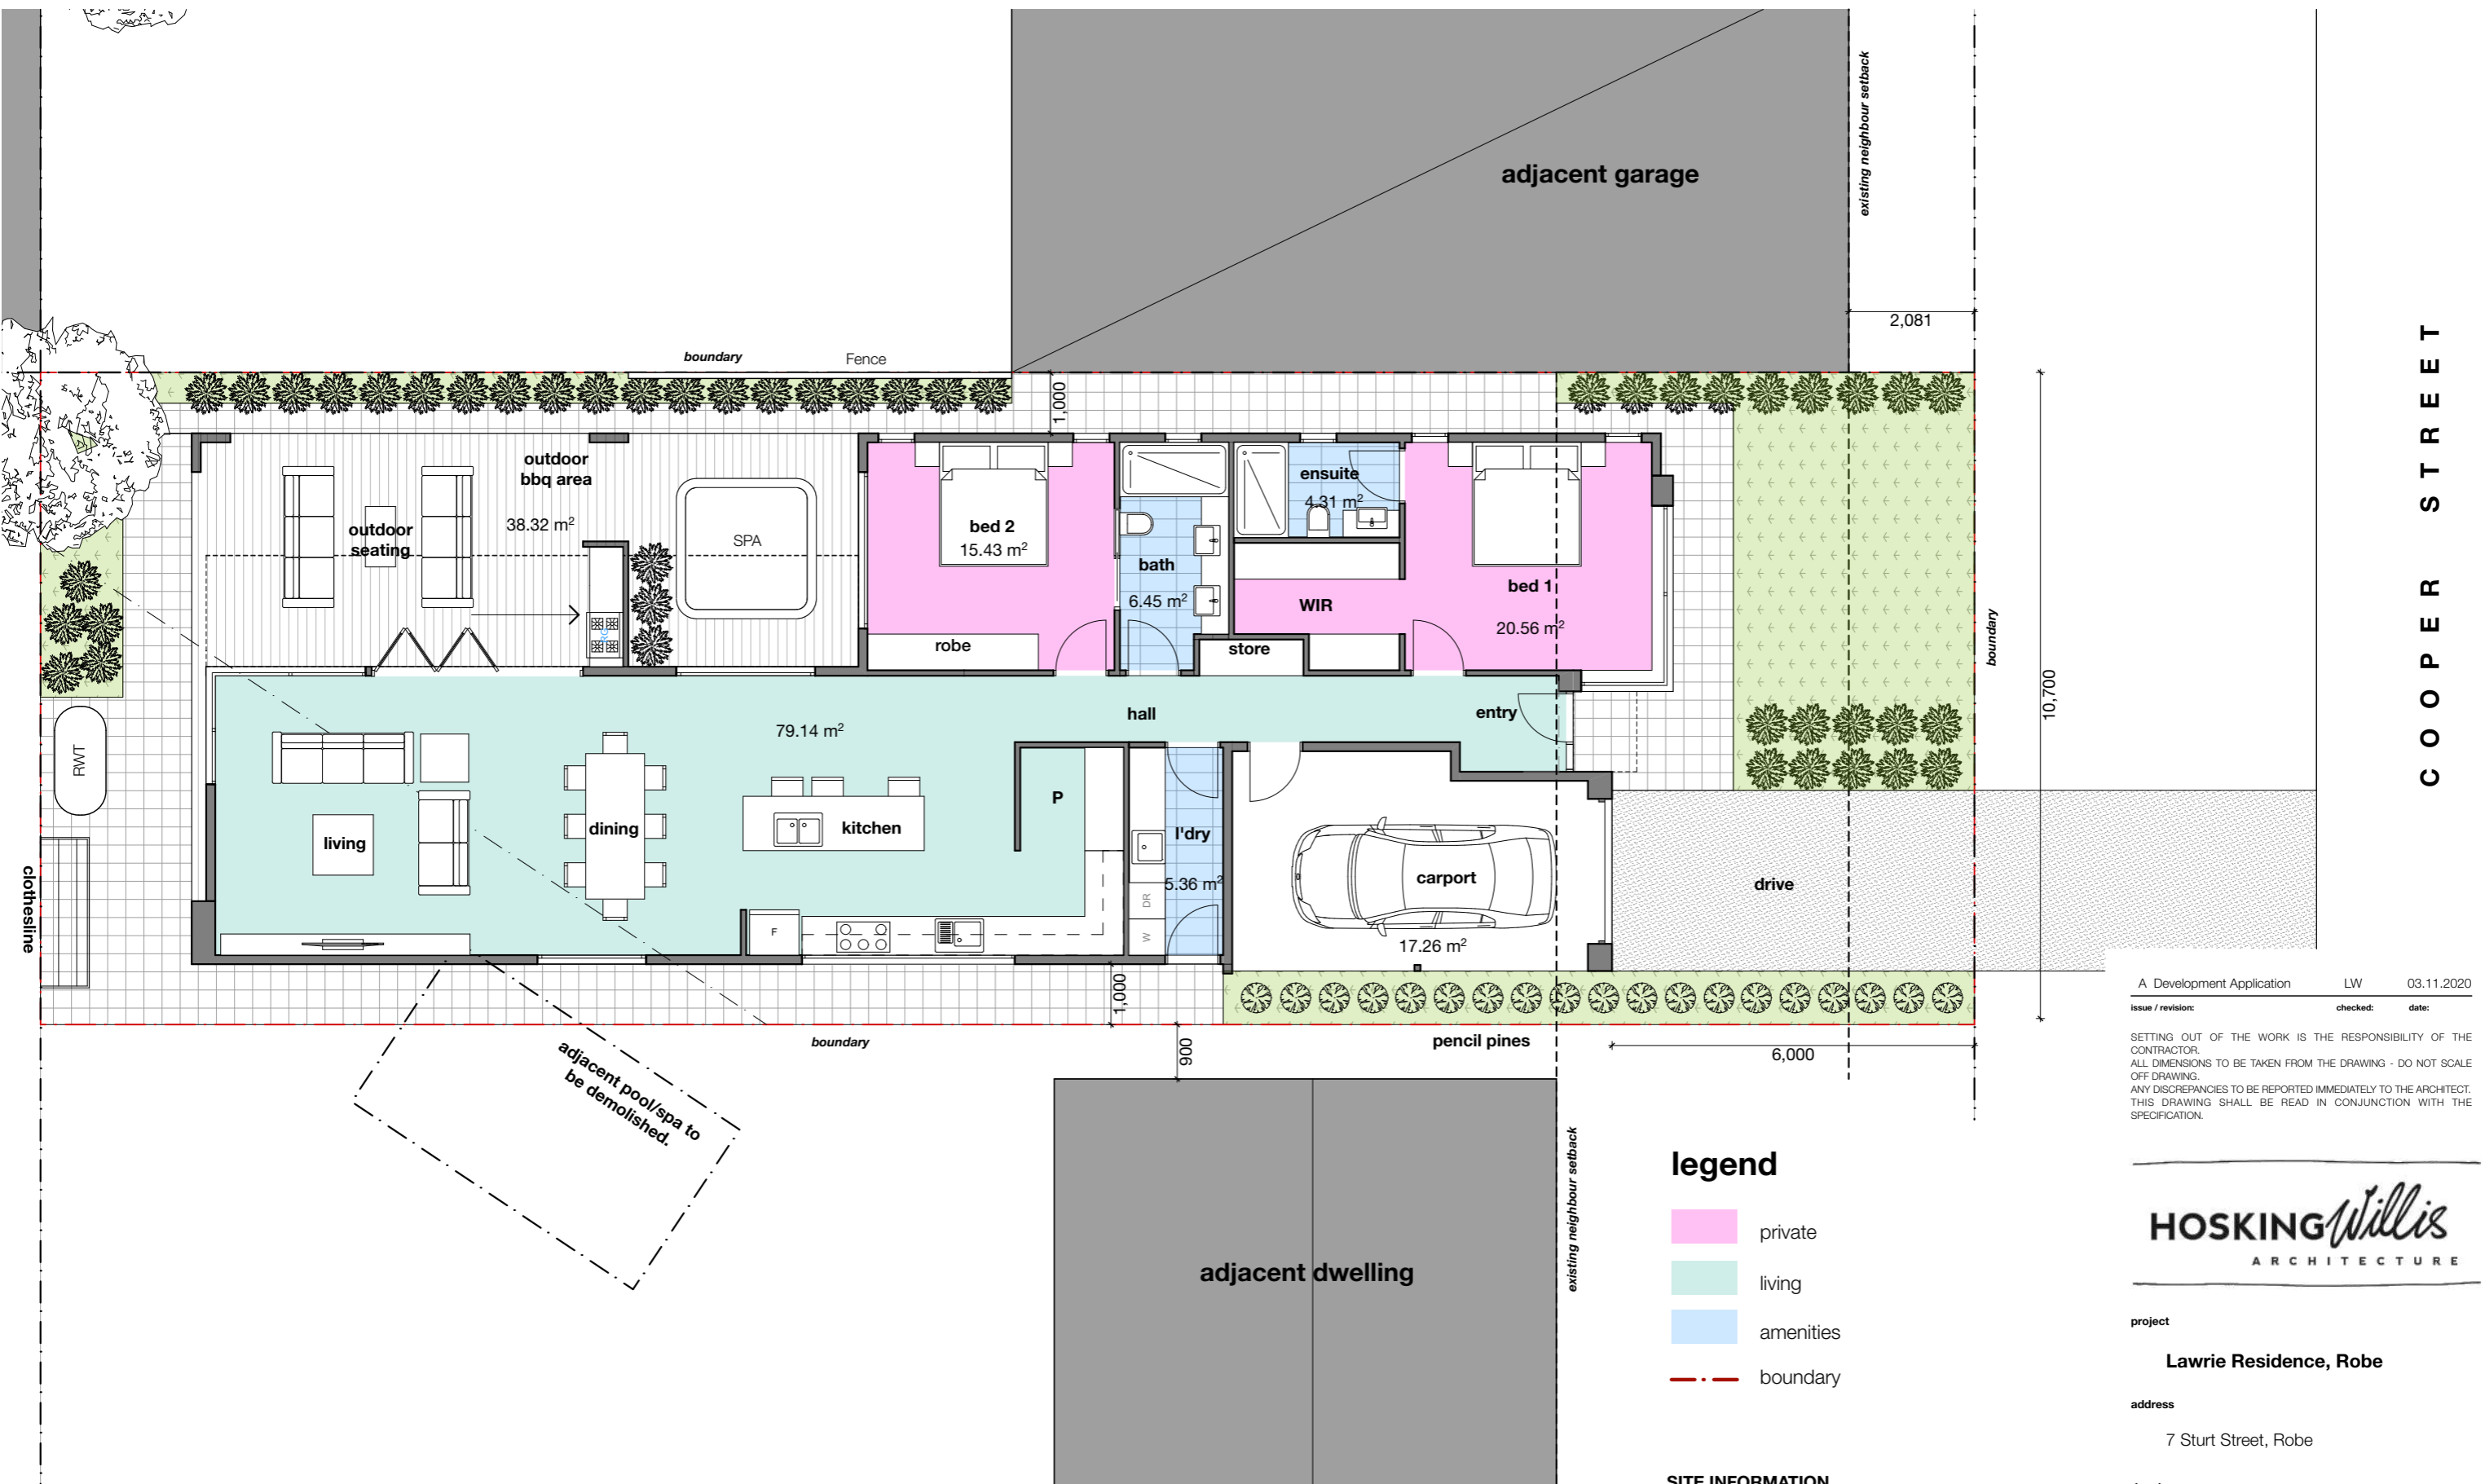 adjacent garage
existing neighbour setback
2,081
COOPER STREET
boundary
Fence
1,000
outdoor
bbq area
38.32 m²
outdoor
seating
SPA
bed 2
15.43 m²
robe
bath
6.45 m²
ensuite
4.31 m²
WIR
store
bed 1
20.56 m²
boundary
10,700
79.14 m²
hall
entry
RWT
clothesline
living
dining
kitchen
P
F
l'dry
5.36 m²
DR
W
carport
17.26 m²
drive
1,000
boundary
900
pencil pines
6,000
adjacent pool/spa to
be demolished.
adjacent dwelling
existing neighbour setback
legend
private
living
amenities
boundary
A Development Application LW 03.11.2020
issue / revision: checked: date:
SETTING OUT OF THE WORK IS THE RESPONSIBILITY OF THE
CONTRACTOR.
ALL DIMENSIONS TO BE TAKEN FROM THE DRAWING - DO NOT SCALE
OFF DRAWING.
ANY DISCREPANCIES TO BE REPORTED IMMEDIATELY TO THE ARCHITECT.
THIS DRAWING SHALL BE READ IN CONJUNCTION WITH THE
SPECIFICATION.
HOSKING Willis
ARCHITECTURE
project
Lawrie Residence, Robe
address
7 Sturt Street, Robe
SITE INFORMATION